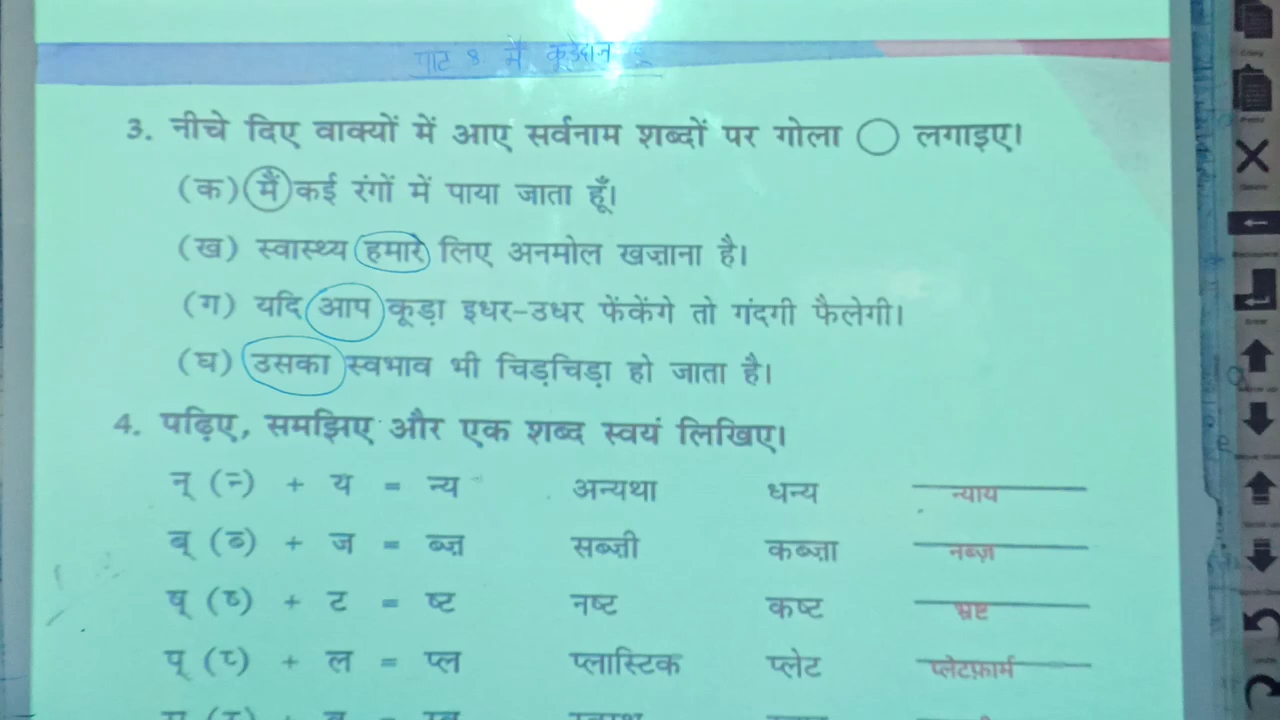 पाठ 8 मैं कूड़ेदान हूँ
3. नीचे दिए वाक्यों में आए सर्वनाम शब्दों पर गोला ◯ लगाइए।
(क) मैं कई रंगों में पाया जाता हूँ।
(ख) स्वास्थ्य हमारे लिए अनमोल खज़ाना है।
(ग) यदि आप कूड़ा इधर-उधर फेंकेंगे तो गंदगी फैलेगी।
(घ) उसका स्वभाव भी चिड़चिड़ा हो जाता है।
4. पढ़िए, समझिए और एक शब्द स्वयं लिखिए।
न् (न्‍) + य = न्य अन्यथा धन्य न्याय
ब् (ब्‍) + ज = ब्ज़ सब्ज़ी कब्ज़ा नब्ज़
ष् (ष्‍) + ट = ष्ट नष्ट कष्ट भ्रष्ट
प् (प्‍) + ल = प्ल प्लास्टिक प्लेट प्लेटफ़ार्म